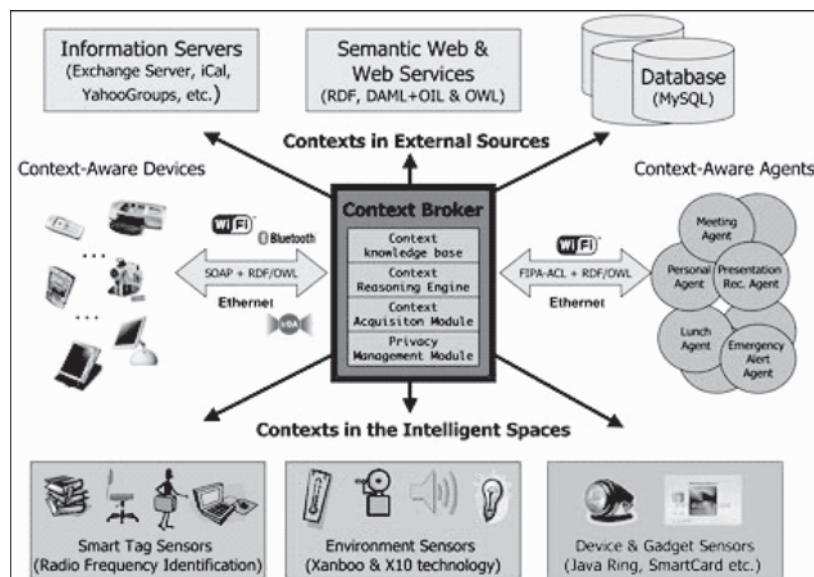 Information Servers
(Exchange Server, iCal,
YahooGroups, etc.)
Semantic Web &
Web Services
(RDF, DAML+OIL & OWL)
Database
(MySQL)
Contexts in External Sources
Context-Aware Devices
Context-Aware Agents
Context Broker
Context
knowledge base
Context
Reasoning Engine
Context
Acquisiton Module
Privacy
Management Module
WiFi
Bluetooth
SOAP + RDF/OWL
Ethernet
IrDA
WiFi
FIPA-ACL + RDF/OWL
Ethernet
Meeting
Agent
Personal
Agent
Presentation
Rec. Agent
Lunch
Agent
Emergency
Alert
Agent
Contexts in the Intelligent Spaces
Smart Tag Sensors
(Radio Frequency Identification)
Environment Sensors
(Xanboo & X10 technology)
Device & Gadget Sensors
(Java Ring, SmartCard etc.)